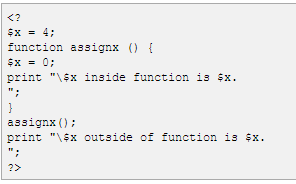 <?
$x = 4;
function assignx () {
$x = 0;
print "\$x inside function is $x.
";
}
assignx();
print "\$x outside of function is $x.
";
?>